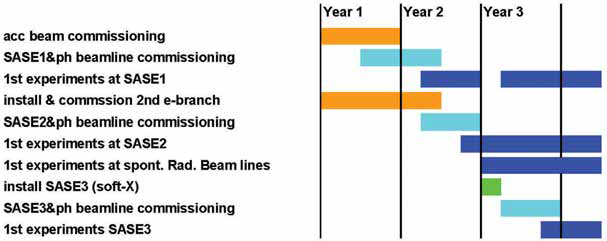 Year 1 Year 2 Year 3
acc beam commissioning
SASE1&ph beamline commissioning
1st experiments at SASE1
install & commssion 2nd e-branch
SASE2&ph beamline commissioning
1st experiments at SASE2
1st experiments at spont. Rad. Beam lines
install SASE3 (soft-X)
SASE3&ph beamline commissioning
1st experiments SASE3